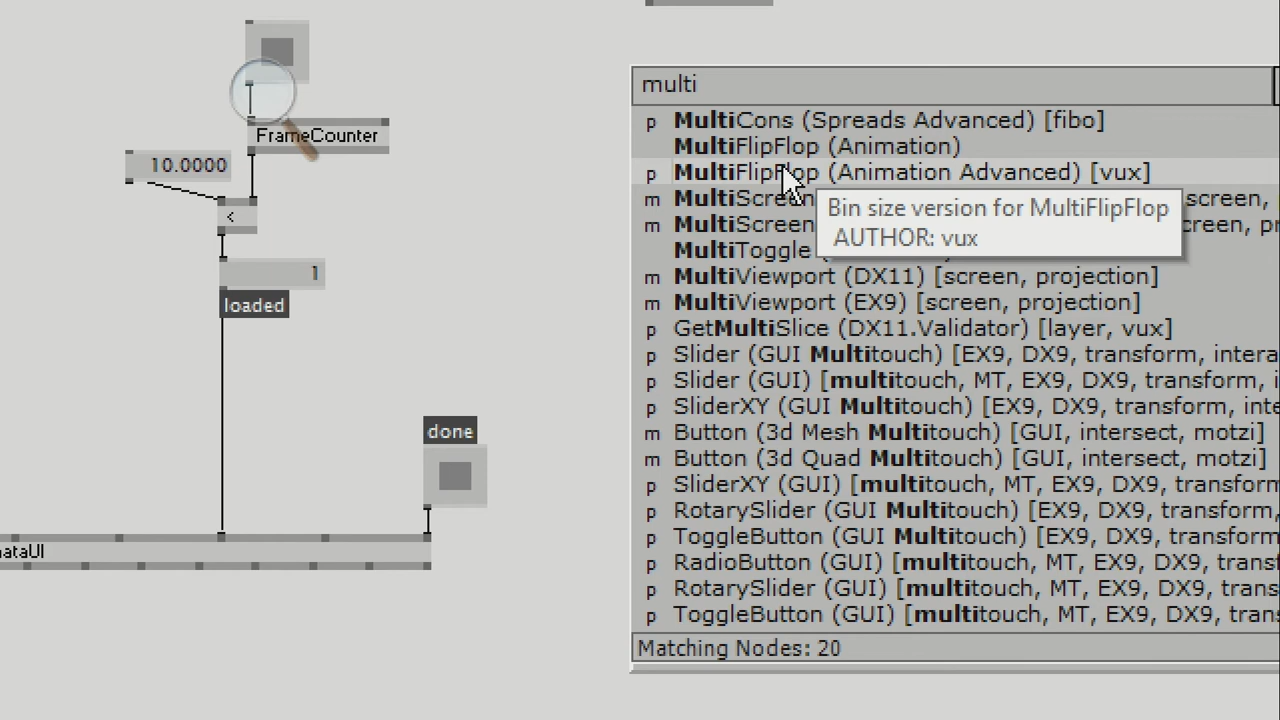 multi
MultiCons (Spreads Advanced) [fibo]
MultiFlipFlop (Animation)
MultiFlipFlop (Animation Advanced) [vux]
MultiScreen
screen,
MultiScreen
Bin size version for MultiFlipFlop
AUTHOR: vux
MultiToggle
MultiViewport (DX11) [screen, projection]
MultiViewport (EX9) [screen, projection]
GetMultiSlice (DX11.Validator) [layer, vux]
Slider (GUI Multitouch) [EX9, DX9, transform, intera
Slider (GUI) [multitouch, MT, EX9, DX9, transform, i
SliderXY (GUI Multitouch) [EX9, DX9, transform, inte
Button (3d Mesh Multitouch) [GUI, intersect, motzi]
Button (3d Quad Multitouch) [GUI, intersect, motzi]
SliderXY (GUI) [multitouch, MT, EX9, DX9, transform
RotarySlider (GUI Multitouch) [EX9, DX9, transform
ToggleButton (GUI Multitouch) [EX9, DX9, transform
RadioButton (GUI) [multitouch, MT, EX9, DX9, transf
RotarySlider (GUI) [multitouch, MT, EX9, DX9, trans
ToggleButton (GUI) [multitouch, MT, EX9, DX9, trans
Matching Nodes: 20
FrameCounter
10.0000
<
1
loaded
done
nataUI